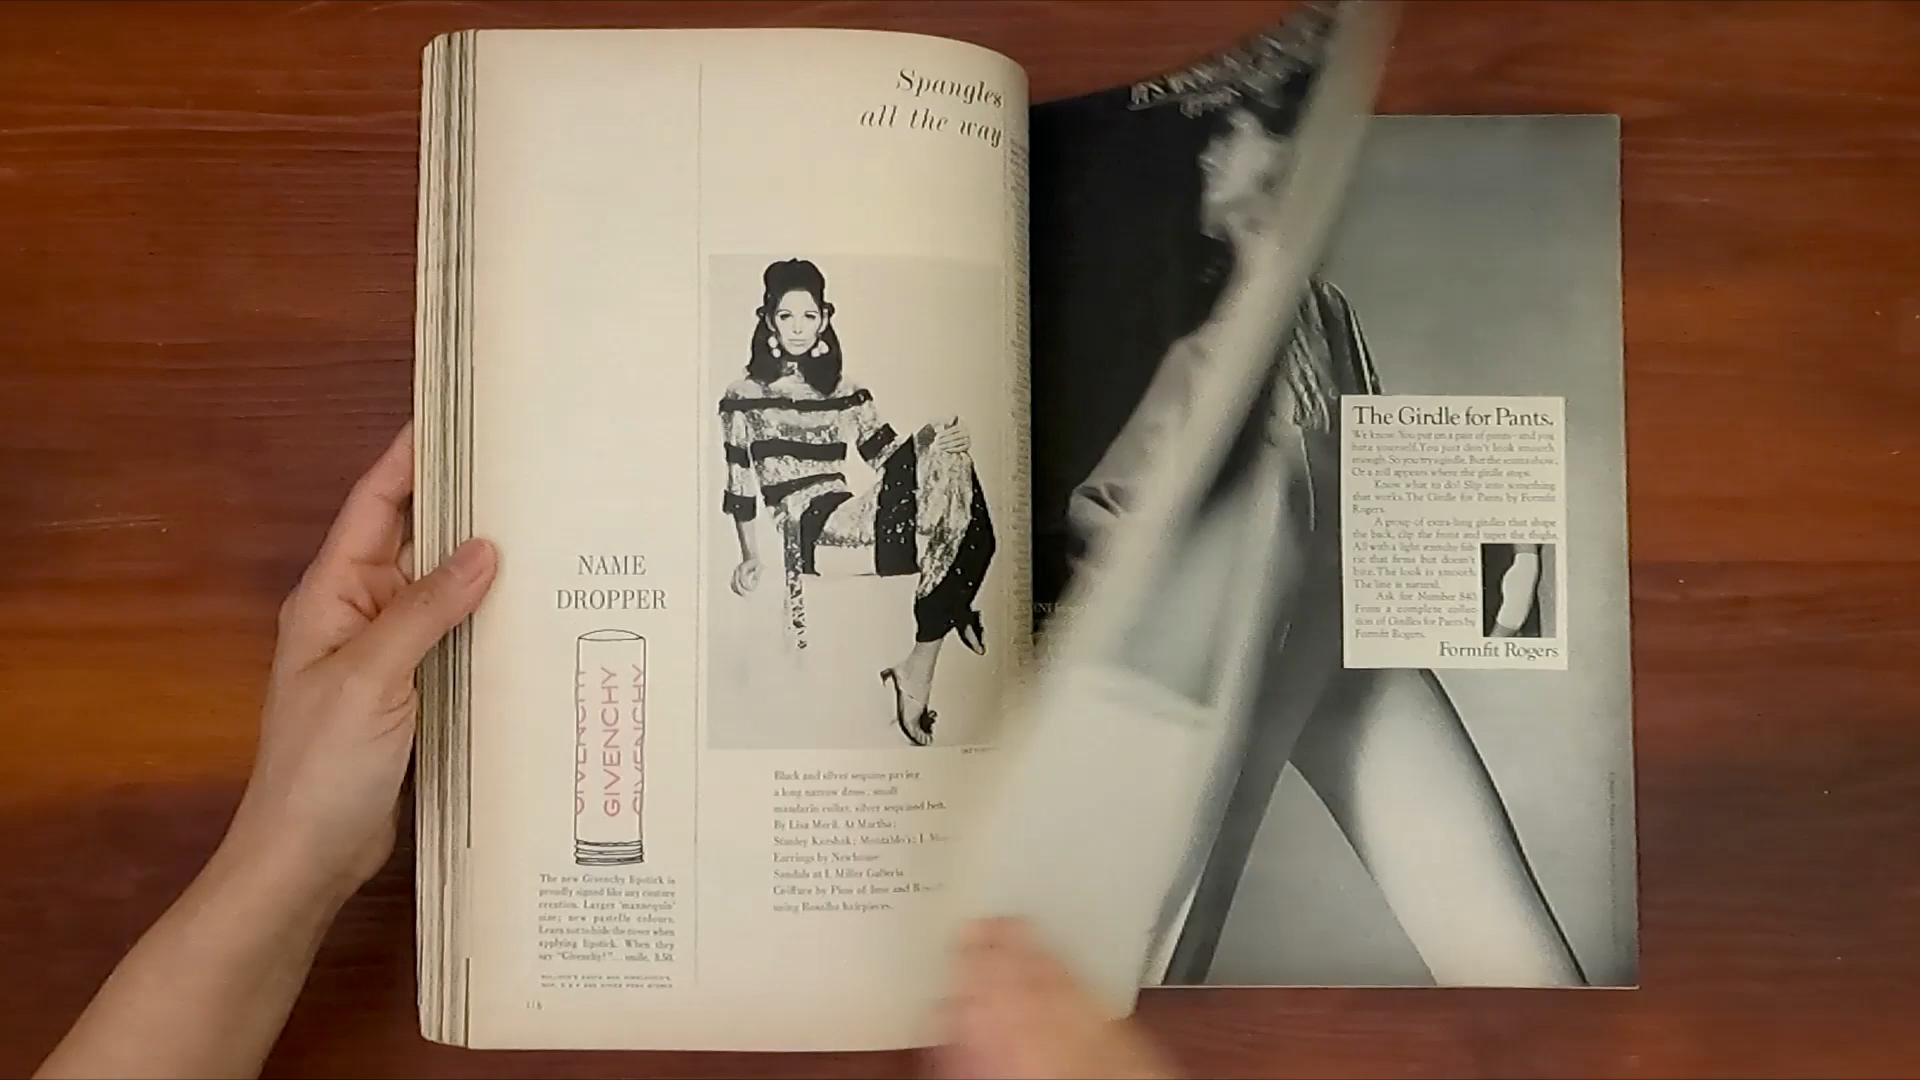 Spangles
all the way
NAME
DROPPER
GIVENCHY
GIVENCHY
GIVENCHY
The new Givenchy lipstick is
proudly signed like any couture
creation. Larger 'mannequin'
size; new pastelle colours.
Learn not to hide the cover when
applying lipstick. When they
say "Givenchy!"... smile. 3.50.
Black and silver sequins paving
a long narrow dress, small
mandarin collar, silver sequined belt.
By Lisa Meril. At Martha;
Stanley Korshak; Montaldo's; I.
Earrings by Newhouse
Sandals at I. Miller Galleria
Coiffure by Pino of Ime and
using Rosalba hairpieces.
The Girdle for Pants.
We know. You put on a pair of pants—and you
hate yourself. You just don't look smooth
enough. So you try a girdle. But the seams show.
Or a roll appears where the girdle stops.
Know what to do? Slip into something
that works. The Girdle for Pants by Formfit
Rogers.
A group of extra-long girdles that shape
the back, clip the front and taper the thighs.
All with a light stretchy fab-
ric that firms but doesn't
bite. The look is smooth.
The line is natural.
Ask for Number 840.
From a complete collec-
tion of Girdles for Pants by
Formfit Rogers.
Formfit Rogers